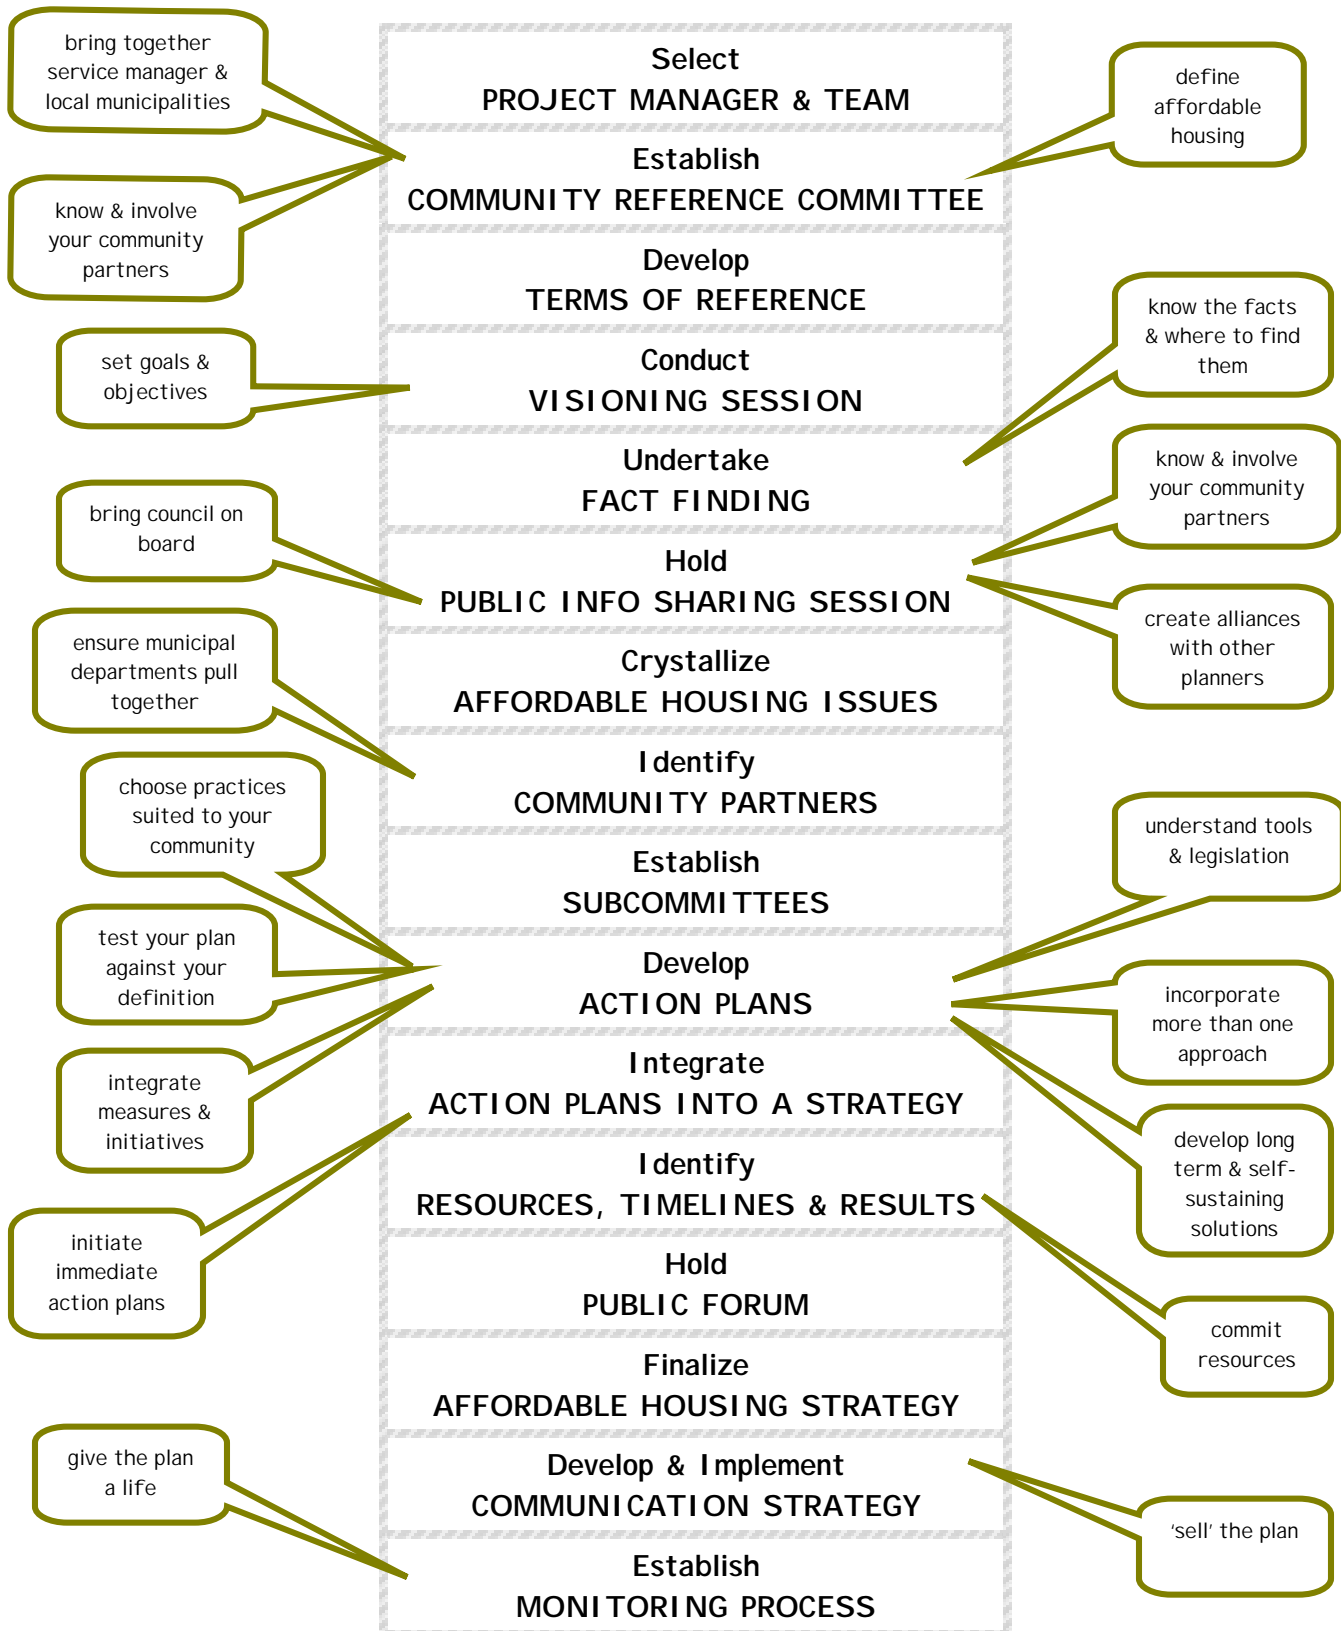 bring together
service manager &
local municipalities
Select
PROJECT MANAGER & TEAM
define
affordable
housing
Establish
COMMUNITY REFERENCE COMMITTEE
know & involve
your community
partners
Develop
TERMS OF REFERENCE
know the facts
& where to find
them
set goals &
objectives
Conduct
VISIONING SESSION
Undertake
FACT FINDING
know & involve
your community
partners
bring council on
board
Hold
PUBLIC INFO SHARING SESSION
create alliances
with other
planners
ensure municipal
departments pull
together
Crystallize
AFFORDABLE HOUSING ISSUES
Identify
COMMUNITY PARTNERS
choose practices
suited to your
community
understand tools
& legislation
Establish
SUBCOMMITTEES
test your plan
against your
definition
Develop
ACTION PLANS
incorporate
more than one
approach
integrate
measures &
initiatives
Integrate
ACTION PLANS INTO A STRATEGY
develop long
term & self-
sustaining
solutions
Identify
RESOURCES, TIMELINES & RESULTS
initiate
immediate
action plans
Hold
PUBLIC FORUM
commit
resources
Finalize
AFFORDABLE HOUSING STRATEGY
give the plan
a life
Develop & Implement
COMMUNICATION STRATEGY
‘sell’ the plan
Establish
MONITORING PROCESS